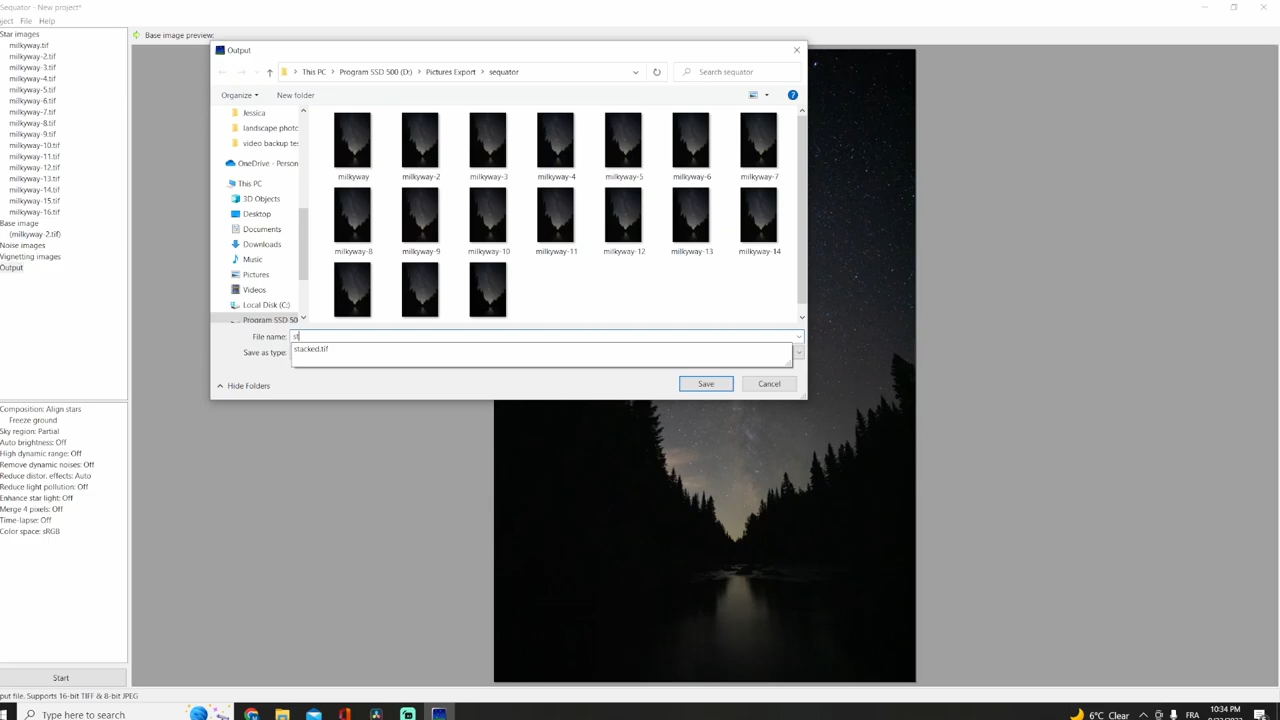 Sequator - New project*
ject File Help
Star images
milkyway.tif
milkyway-2.tif
milkyway-3.tif
milkyway-4.tif
milkyway-5.tif
milkyway-6.tif
milkyway-7.tif
milkyway-8.tif
milkyway-9.tif
milkyway-10.tif
milkyway-11.tif
milkyway-12.tif
milkyway-13.tif
milkyway-14.tif
milkyway-15.tif
milkyway-16.tif
Base image
(milkyway-2.tif)
Noise images
Vignetting images
Output
Base image preview:
Output
This PC > Program SSD 500 (D:) > Pictures Export > sequator
Search sequator
Organize New folder
Jessica
landscape photo
video backup tes
OneDrive - Person
This PC
3D Objects
Desktop
Documents
Downloads
Music
Pictures
Videos
Local Disk (C:)
Program SSD 50
milkyway milkyway-2 milkyway-3 milkyway-4 milkyway-5 milkyway-6 milkyway-7
milkyway-8 milkyway-9 milkyway-10 milkyway-11 milkyway-12 milkyway-13 milkyway-14
File name: st
stacked.tif
Save as type:
Hide Folders
Save Cancel
Composition: Align stars
Freeze ground
Sky region: Partial
Auto brightness: Off
High dynamic range: Off
Remove dynamic noises: Off
Reduce distor. effects: Auto
Reduce light pollution: Off
Enhance star light: Off
Merge 4 pixels: Off
Time-lapse: Off
Color space: sRGB
Start
put file. Supports 16-bit TIFF & 8-bit JPEG
Type here to search
6°C Clear
FRA
10:34 PM